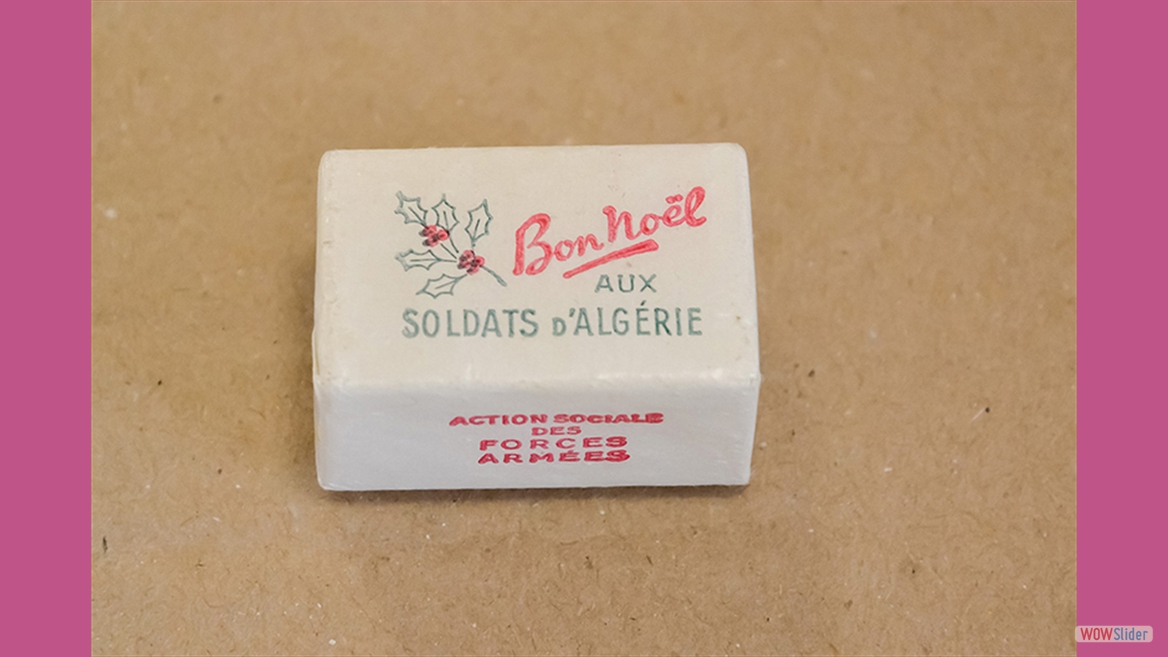 Bon Noël
AUX
SOLDATS D'ALGÉRIE
ACTION SOCIALE
DES
FORCES
ARMÉES
WOWSlider